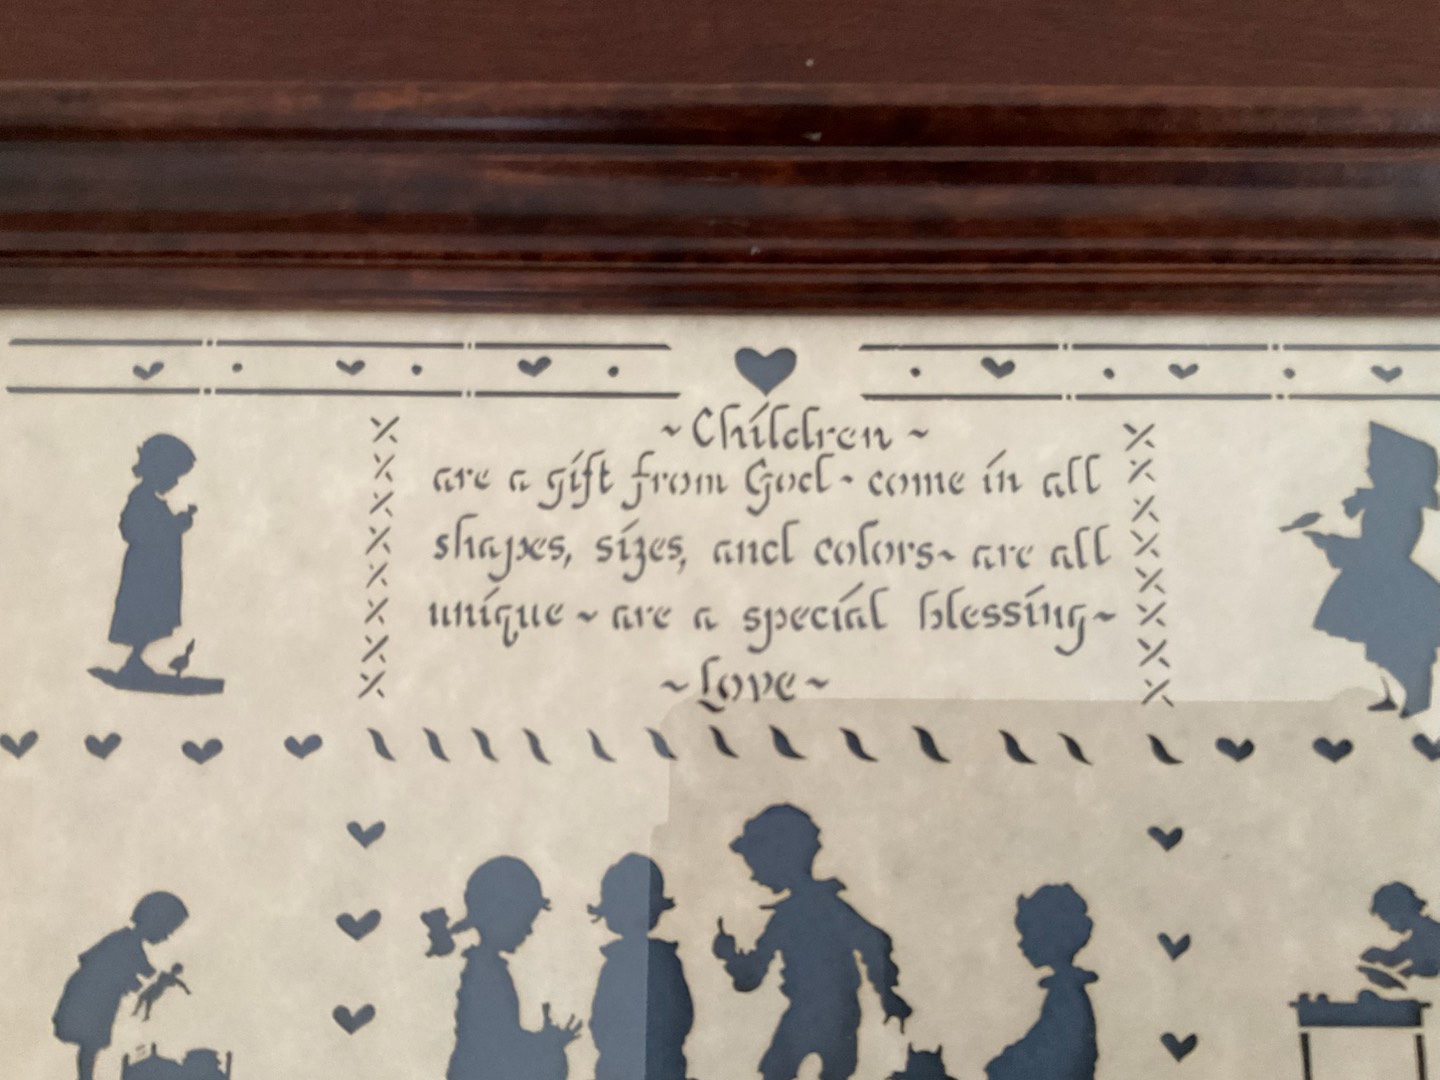 ~Children~
are a gift from God~come in all
shapes, sizes, and colors~are all
unique~are a special blessing~
~Love~